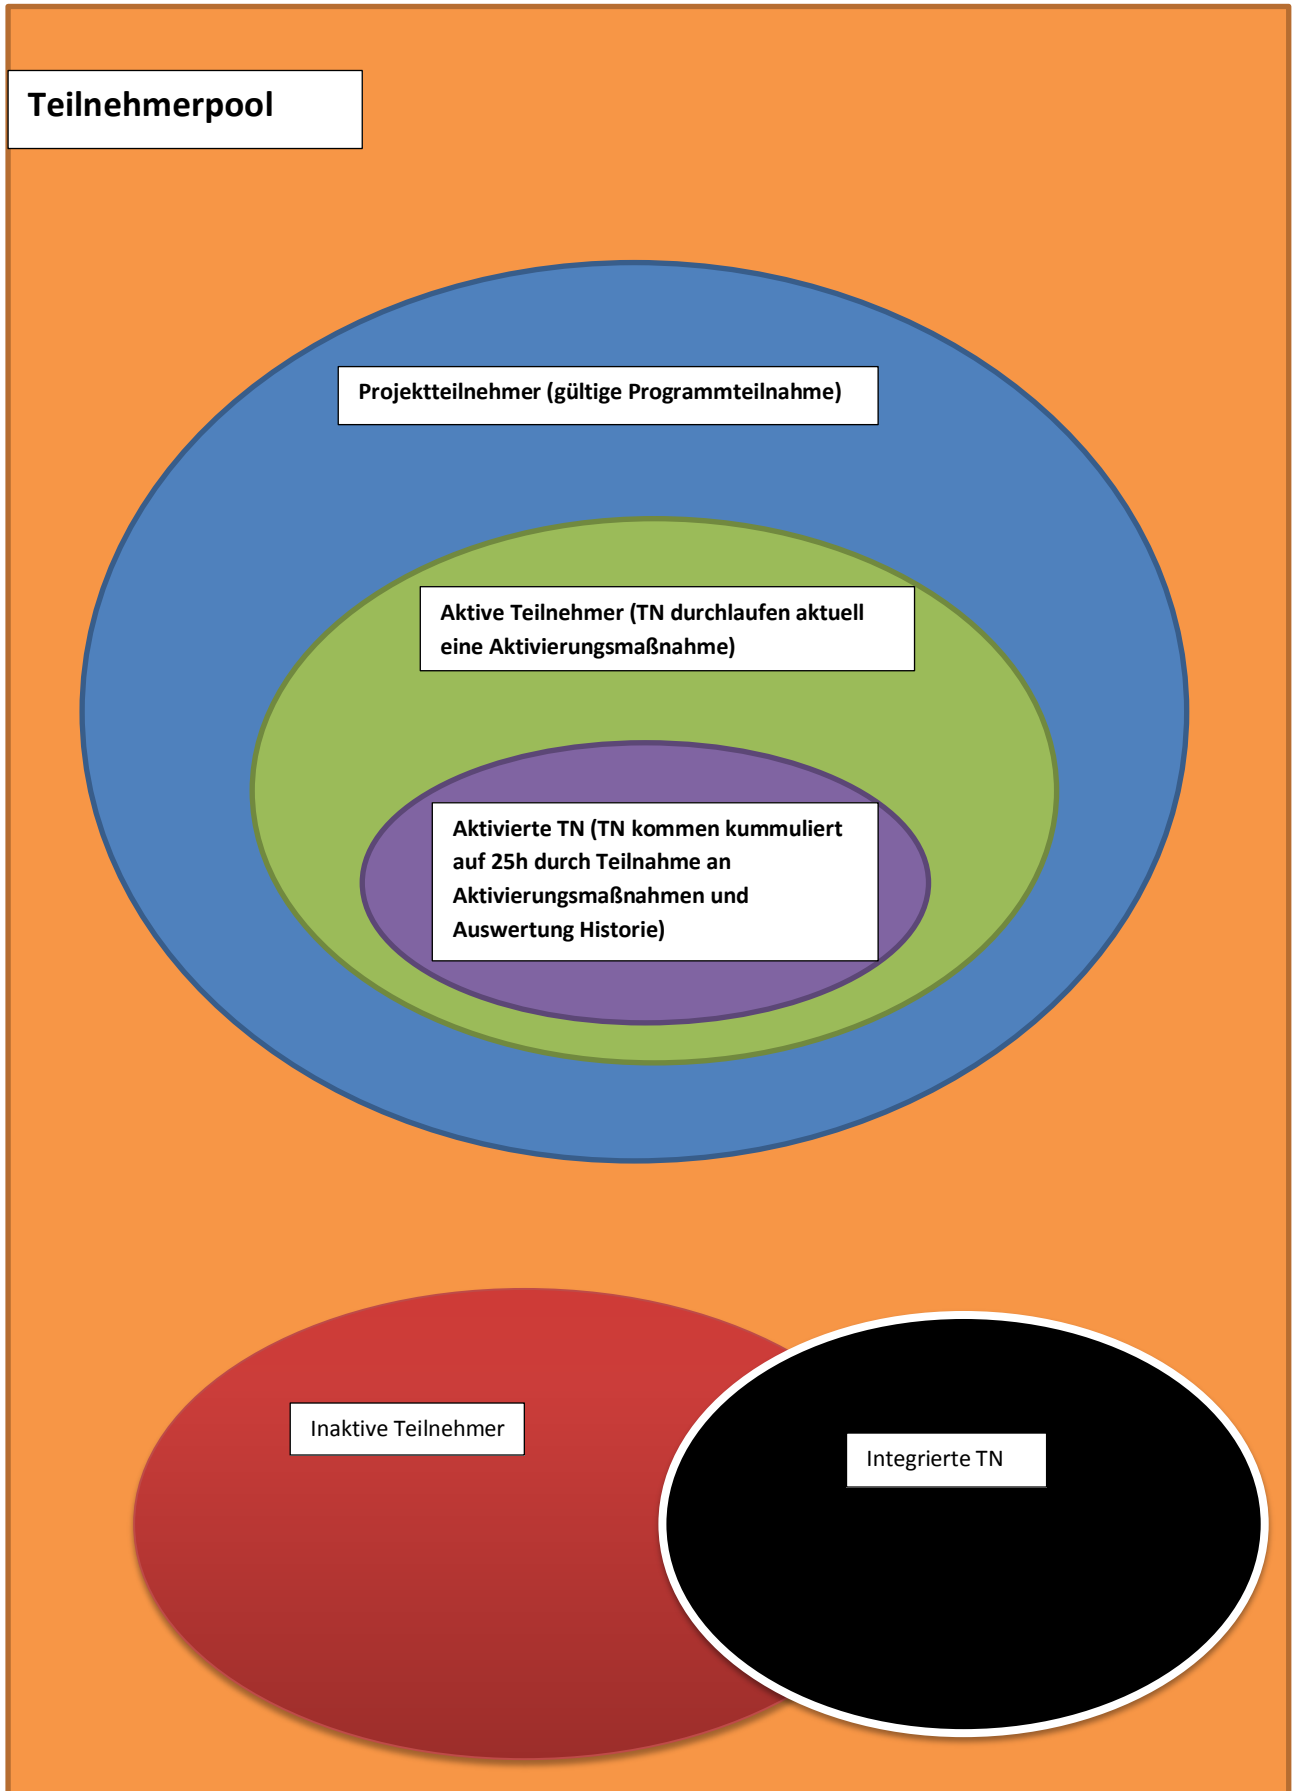 Teilnehmerpool
Projektteilnehmer (gültige Programmteilnahme)
Aktive Teilnehmer (TN durchlaufen aktuell
eine Aktivierungsmaßnahme)
Aktivierte TN (TN kommen kummuliert
auf 25h durch Teilnahme an
Aktivierungsmaßnahmen und
Auswertung Historie)
Inaktive Teilnehmer
Integrierte TN